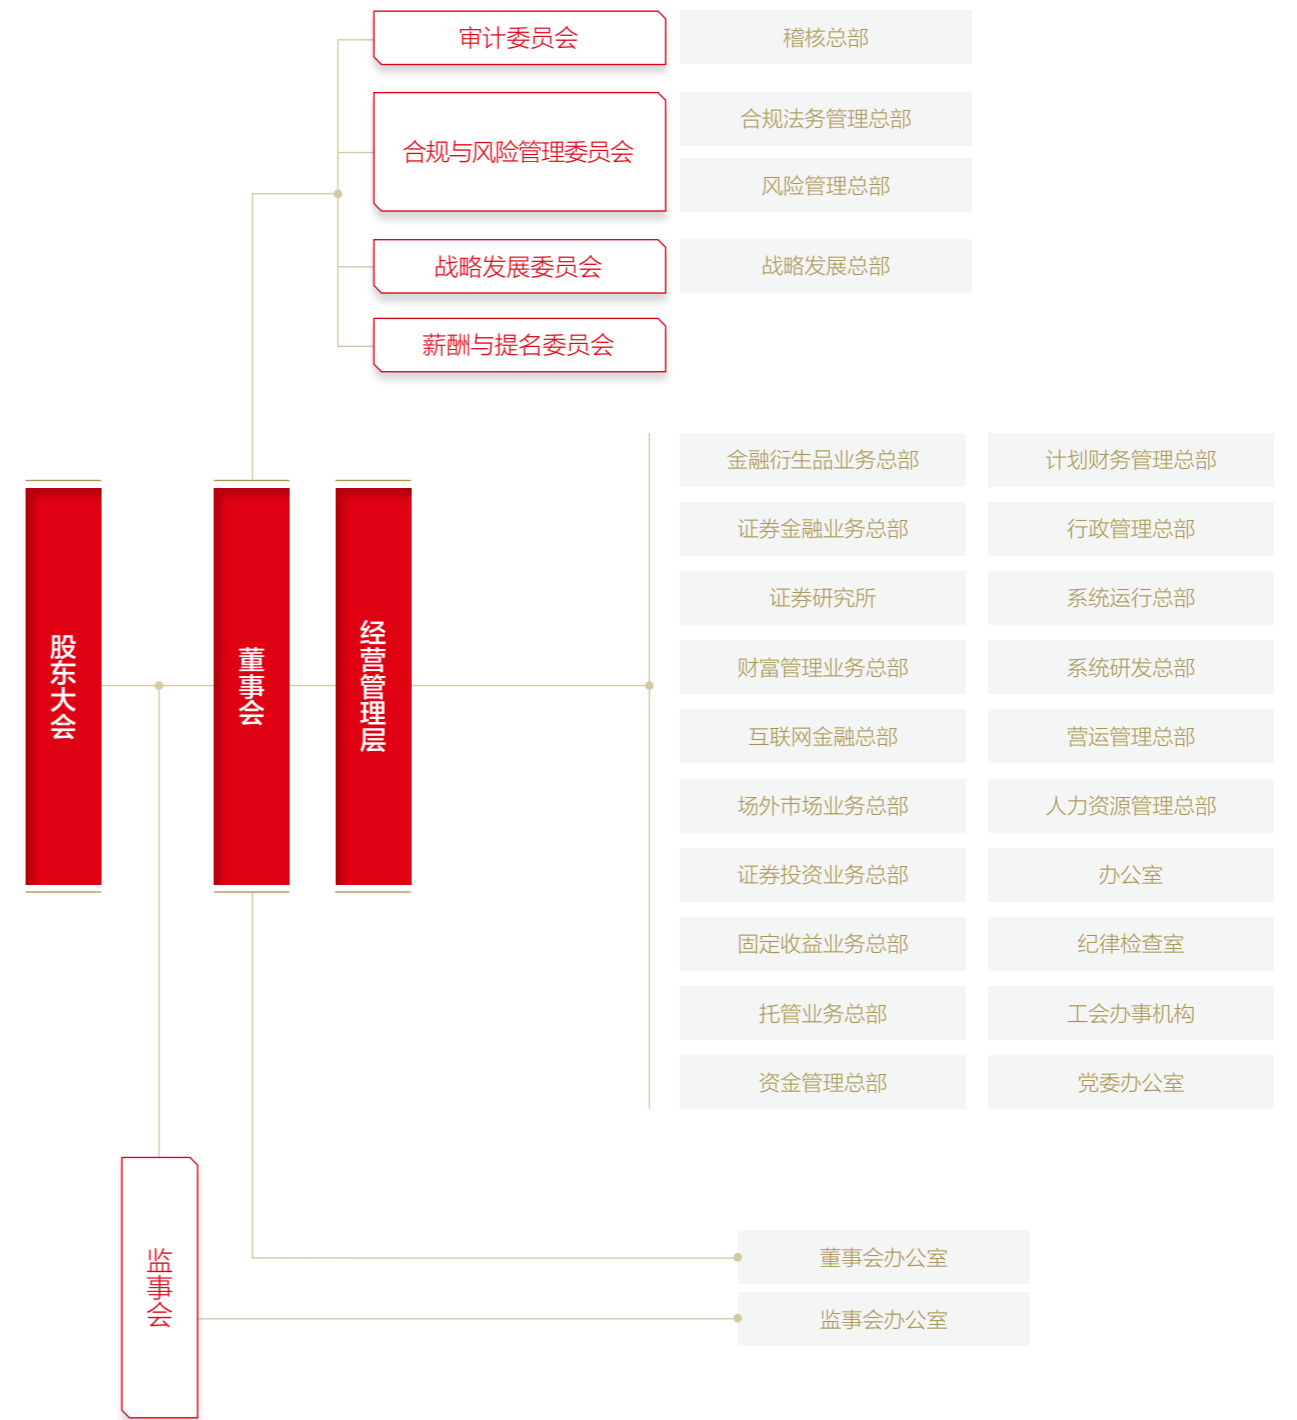 审计委员会
稽核总部
合规与风险管理委员会
合规法务管理总部
风险管理总部
战略发展委员会
战略发展总部
薪酬与提名委员会
股东大会
董事会
经营管理层
金融衍生品业务总部
计划财务管理总部
证券金融业务总部
行政管理总部
证券研究所
系统运行总部
财富管理业务总部
系统研发总部
互联网金融总部
营运管理总部
场外市场业务总部
人力资源管理总部
证券投资业务总部
办公室
固定收益业务总部
纪律检查室
托管业务总部
工会办事机构
资金管理总部
党委办公室
监事会
董事会办公室
监事会办公室